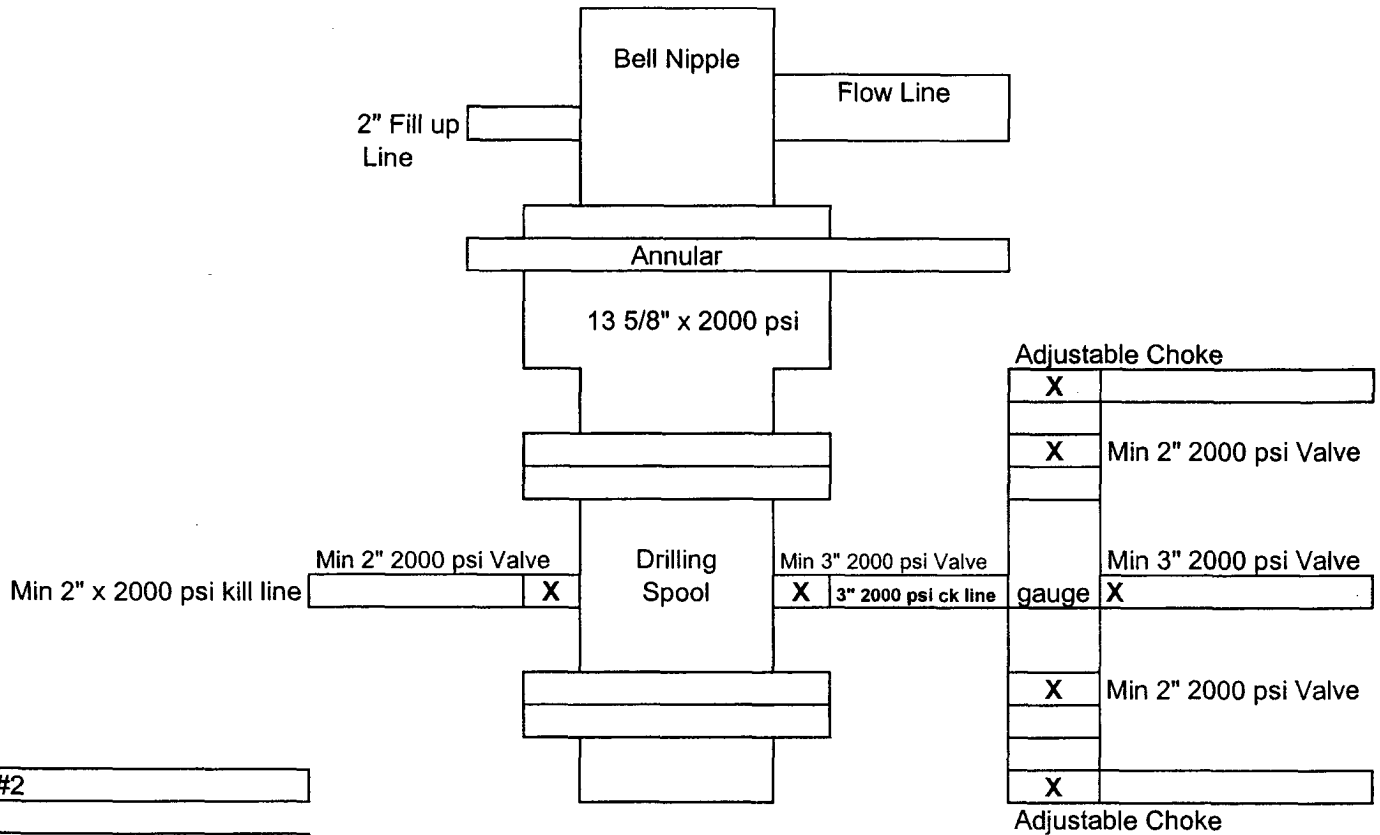 Bell Nipple
Flow Line
2" Fill up
Line
Annular
13 5/8" x 2000 psi
Adjustable Choke
X
X Min 2" 2000 psi Valve
Min 2" 2000 psi Valve
Drilling
Spool
Min 3" 2000 psi Valve
Min 3" 2000 psi Valve
Min 2" x 2000 psi kill line
X
X
3" 2000 psi ck line
gauge
X
X Min 2" 2000 psi Valve
#2
X
Adjustable Choke